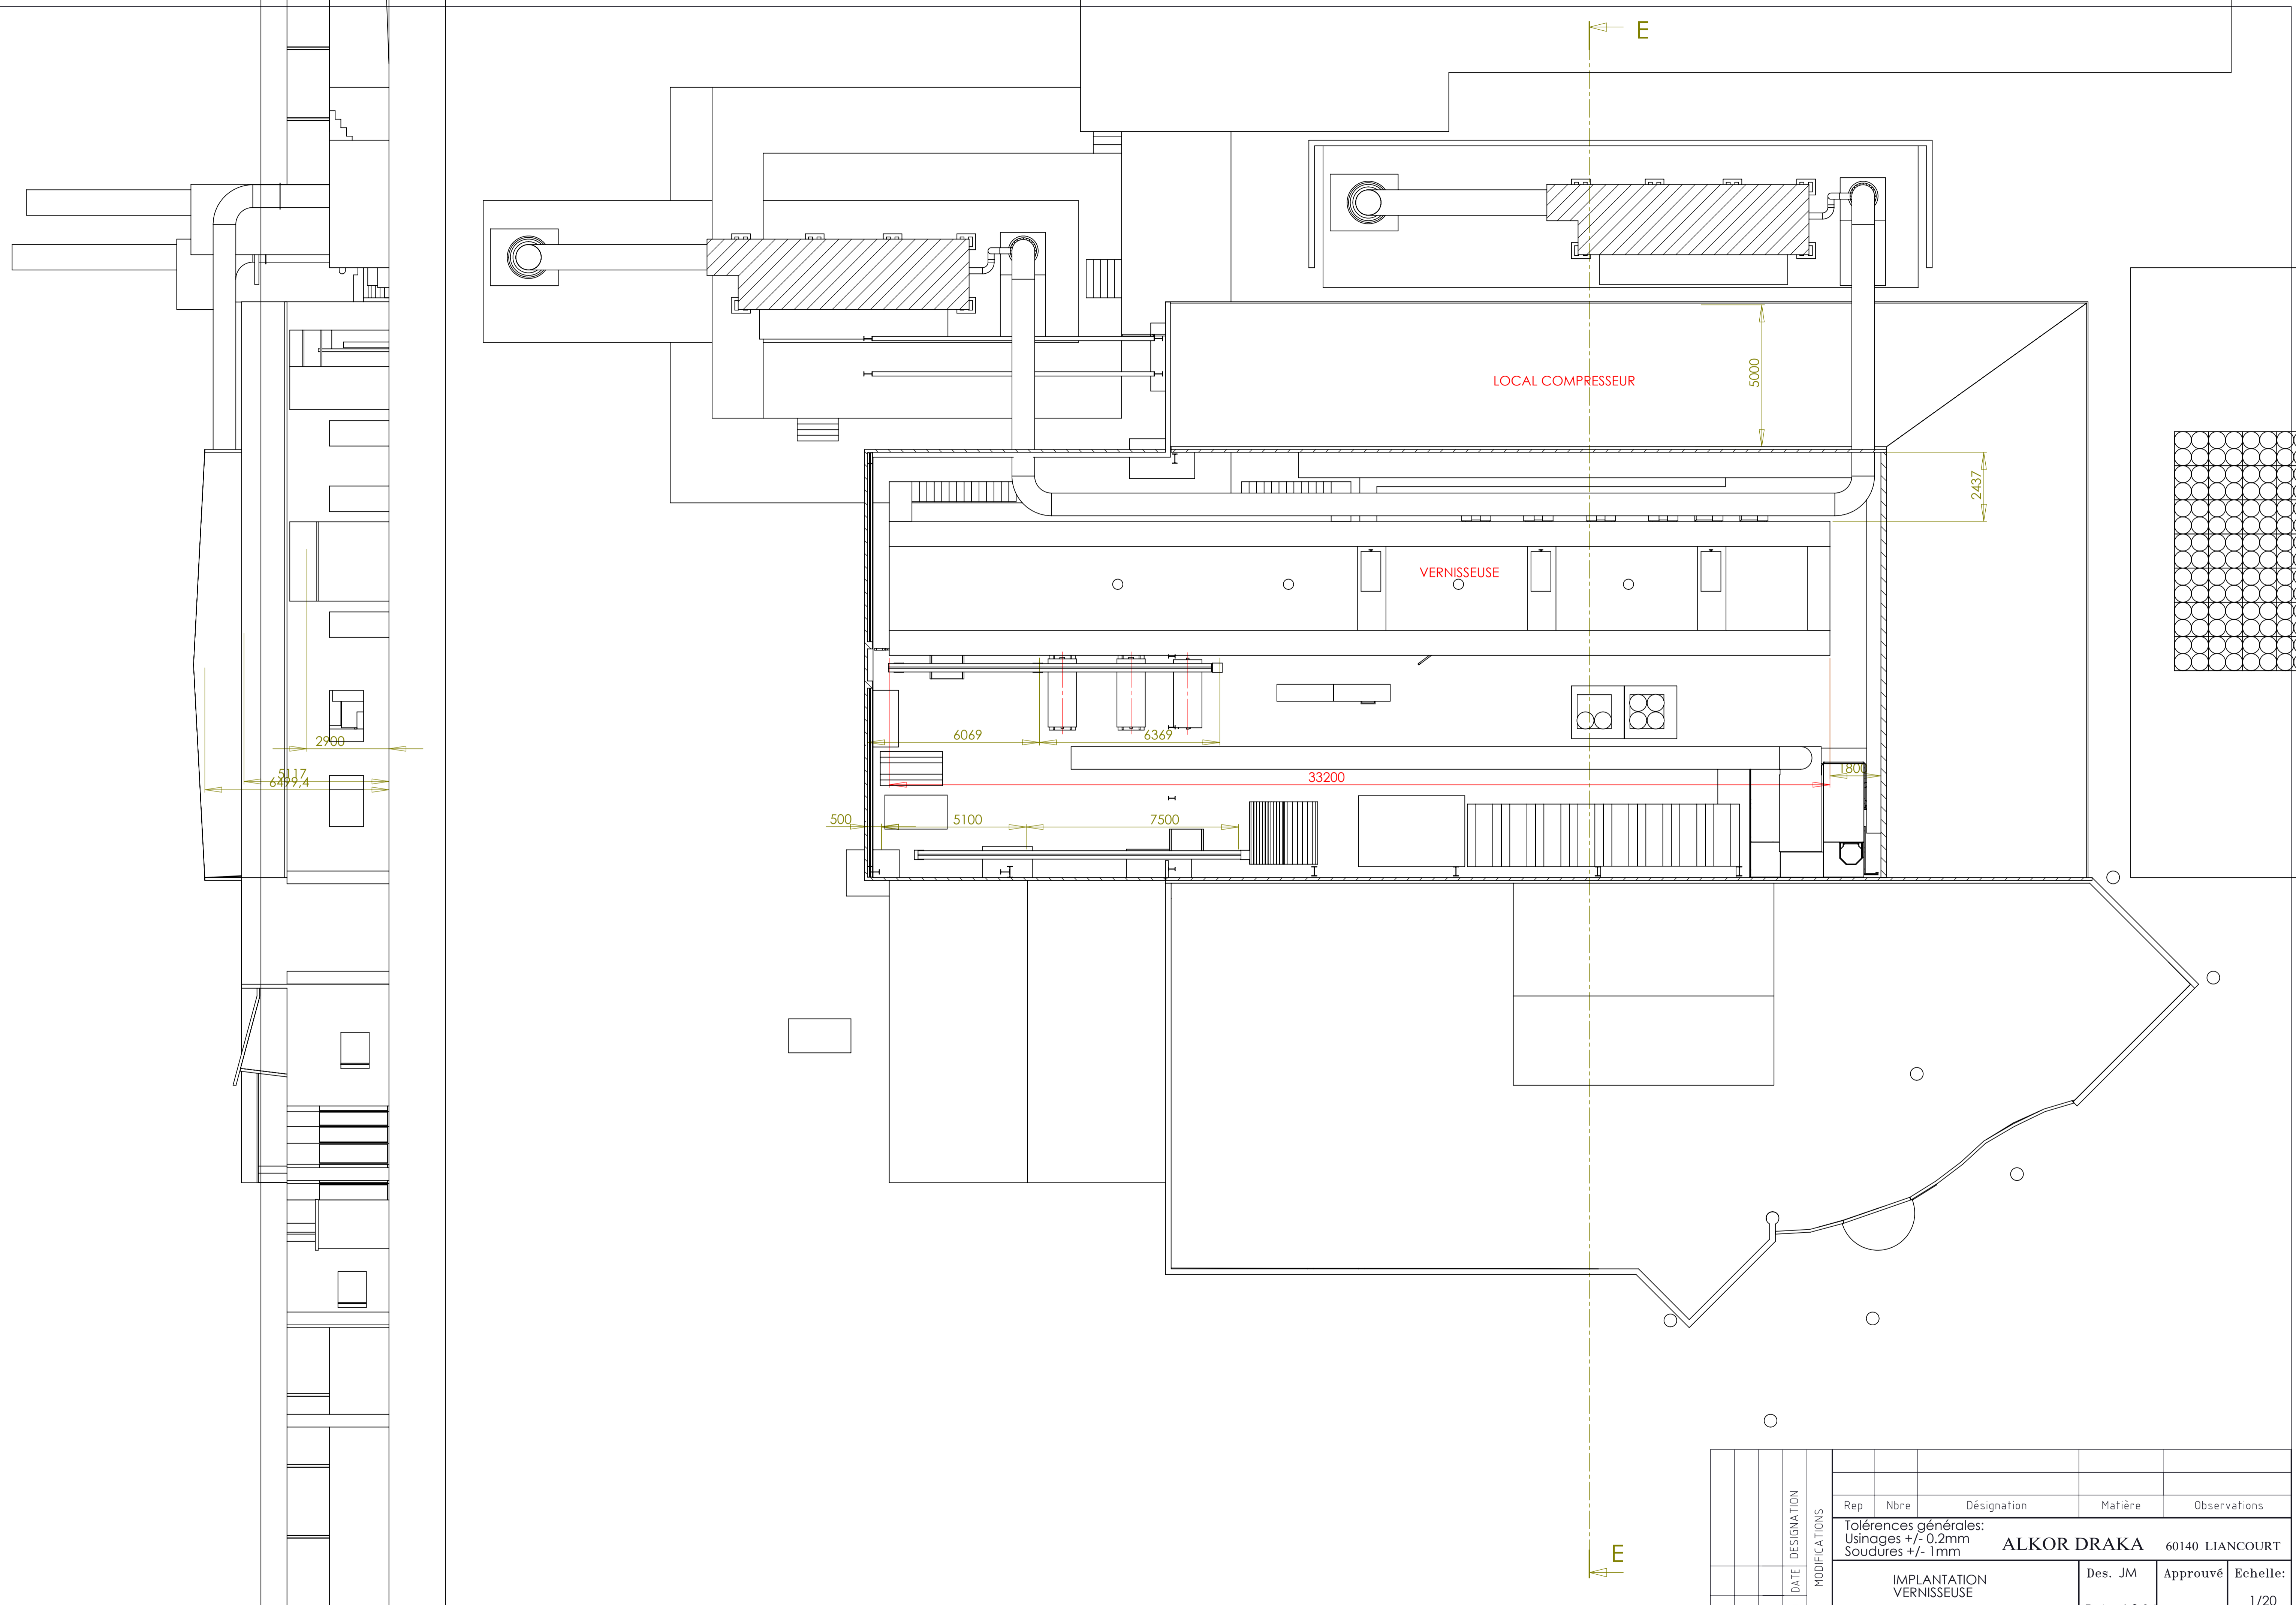 E
LOCAL COMPRESSEUR
5000
2437
VERNISSEUSE
2900
5117
6499,4
6069
6369
33200
1800
500
5100
7500
E
DATE
DESIGNATION
MODIFICATIONS
Rep Nbre Désignation Matière Observations
Tolérences générales:
Usinages +/- 0.2mm
Soudures +/- 1mm
ALKOR DRAKA 60140 LIANCOURT
IMPLANTATION
VERNISSEUSE
Des. JM
Approuvé
Echelle:
1/20